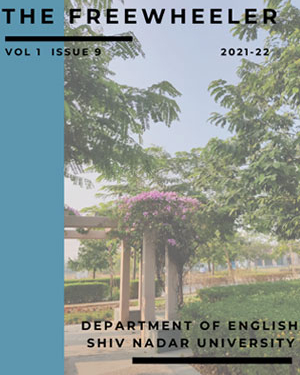 THE FREEWHEELER
VOL 1 ISSUE 9 2021-22
DEPARTMENT OF ENGLISH
SHIV NADAR UNIVERSITY